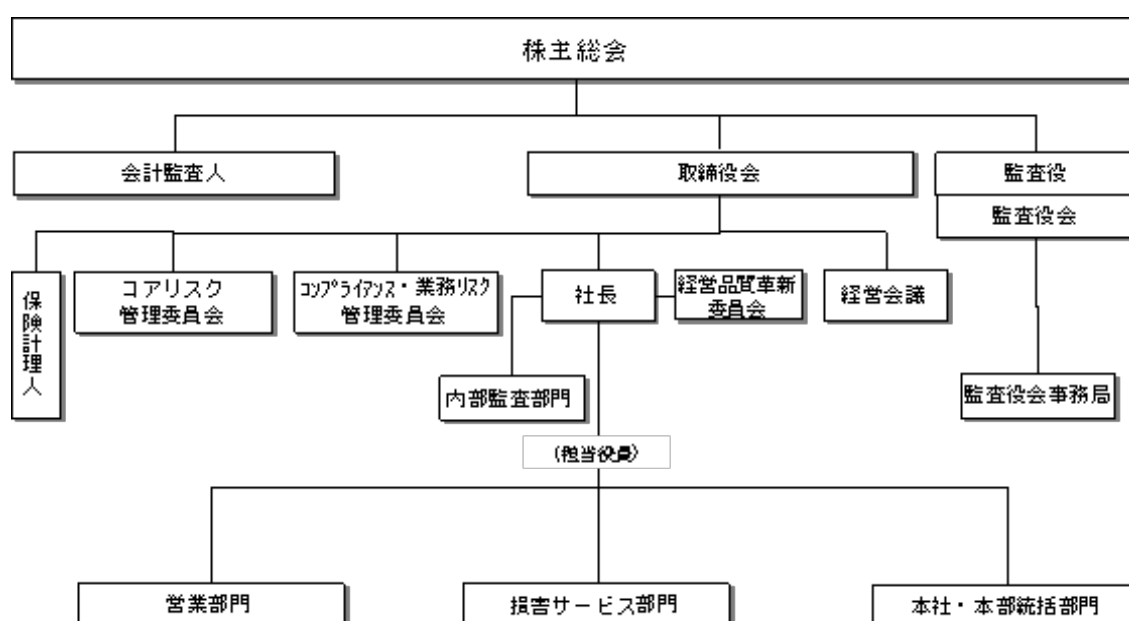 株主総会
会計監査人
取締役会
監査役
監査役会
保険計理人
コアリスク
管理委員会
ｺﾝﾌﾟﾗｲｱﾝｽ・業務ﾘｽｸ
管理委員会
社長
経営品質革新
委員会
経営会議
内部監査部門
監査役会事務局
（担当役員）
営業部門
損害サービス部門
本社・本部統括部門